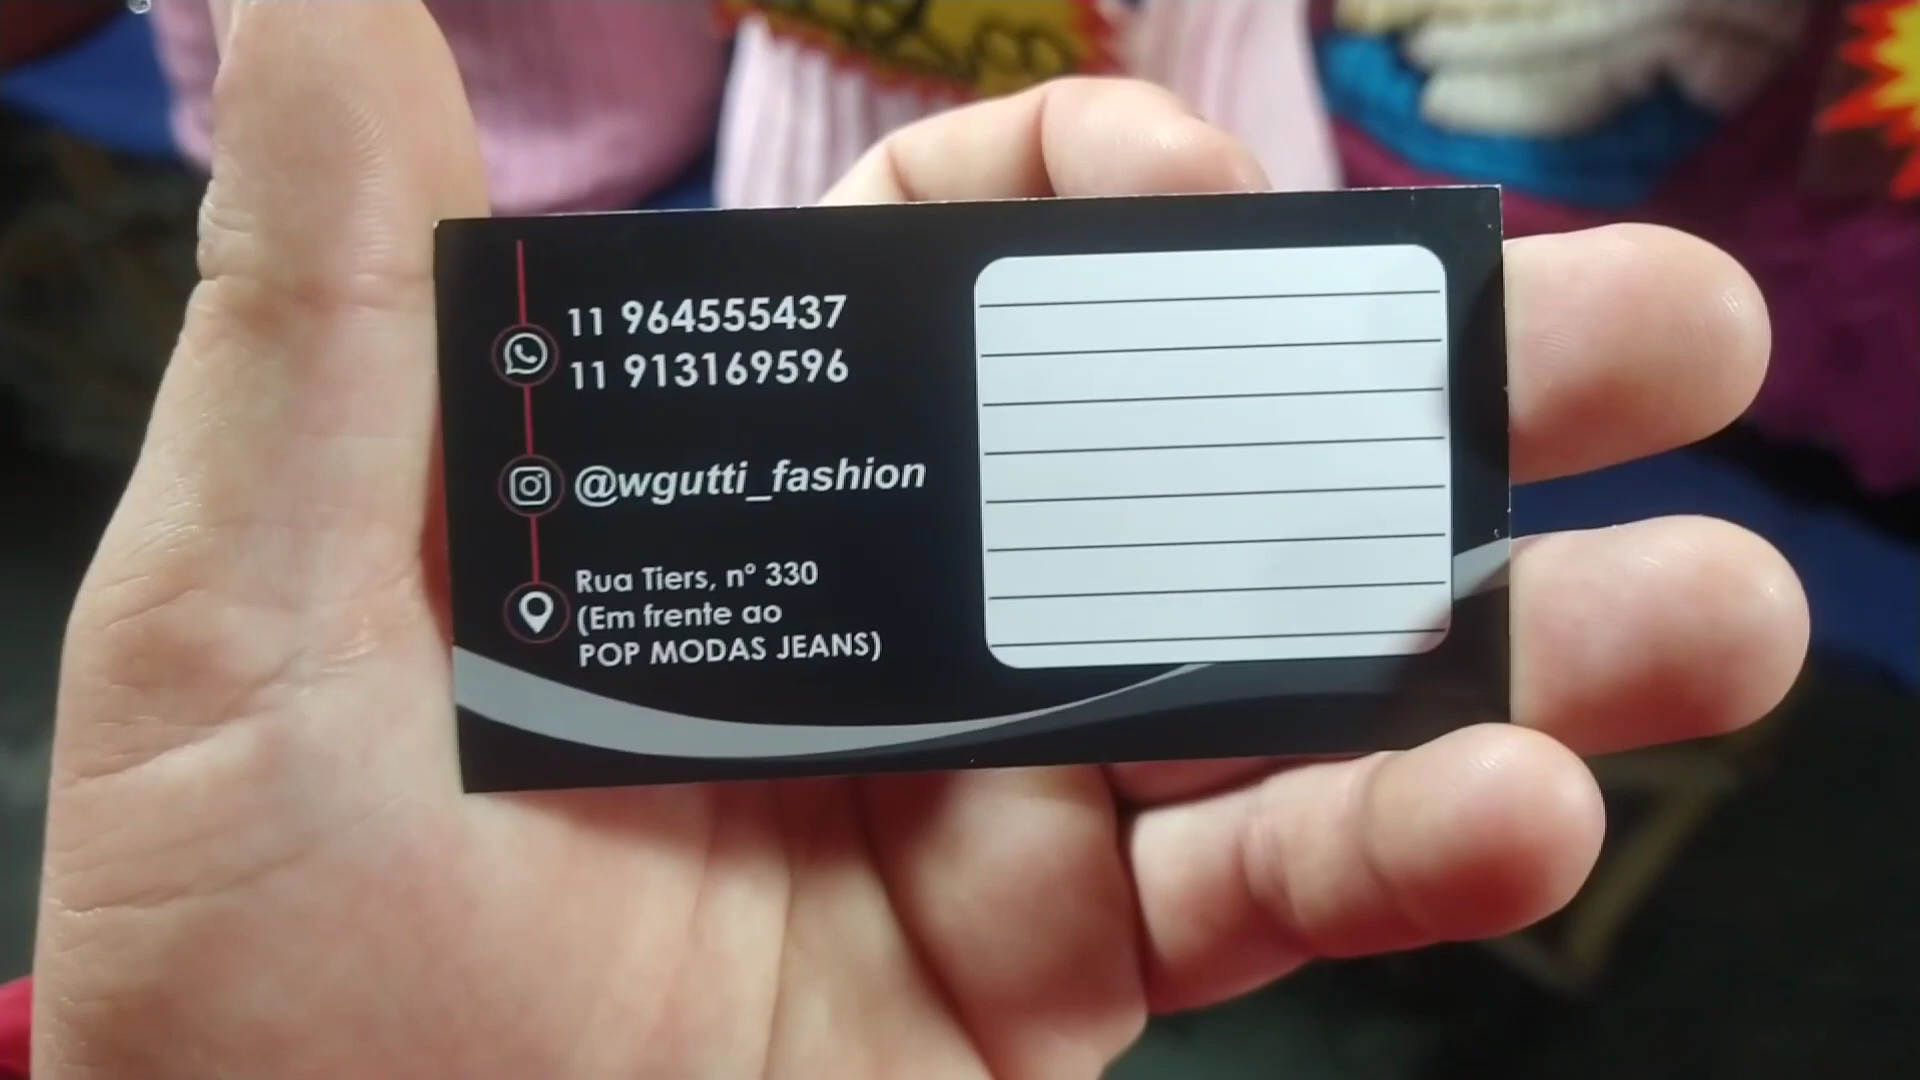 11 964555437
11 913169596
@wgutti_fashion
Rua Tiers, nº 330
(Em frente ao
POP MODAS JEANS)